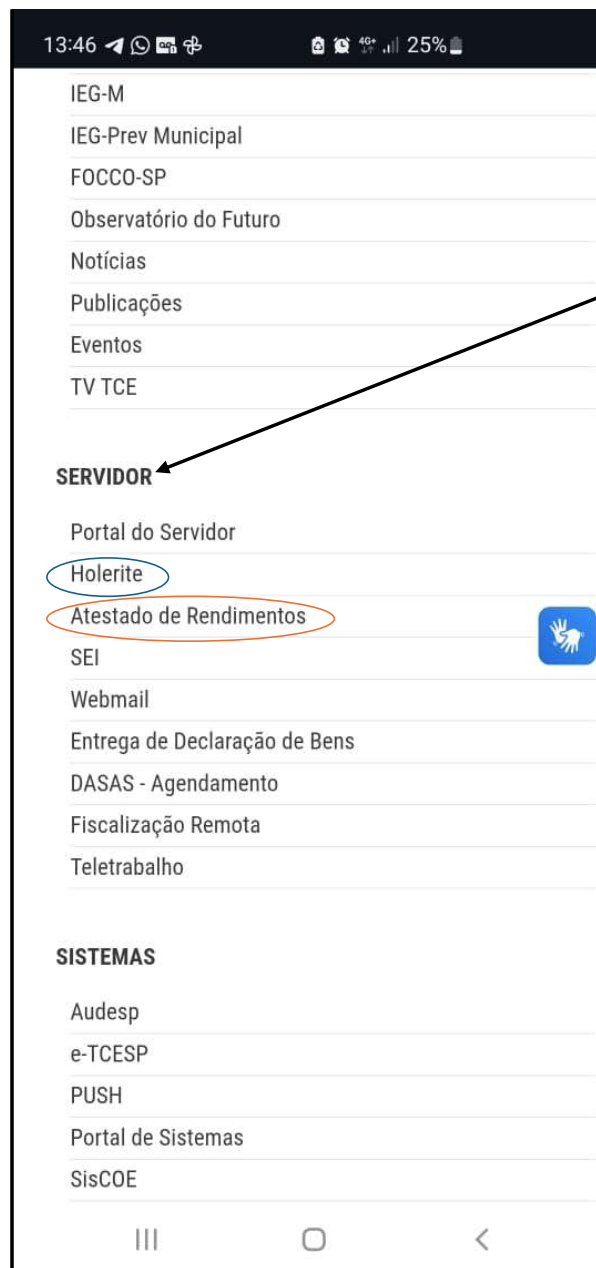 13:46 4G+ 25%
IEG-M
IEG-Prev Municipal
FOCCO-SP
Observatório do Futuro
Notícias
Publicações
Eventos
TV TCE
SERVIDOR
Portal do Servidor
Holerite
Atestado de Rendimentos
SEI
Webmail
Entrega de Declaração de Bens
DASAS - Agendamento
Fiscalização Remota
Teletrabalho
SISTEMAS
Audesp
e-TCESP
PUSH
Portal de Sistemas
SisCOE